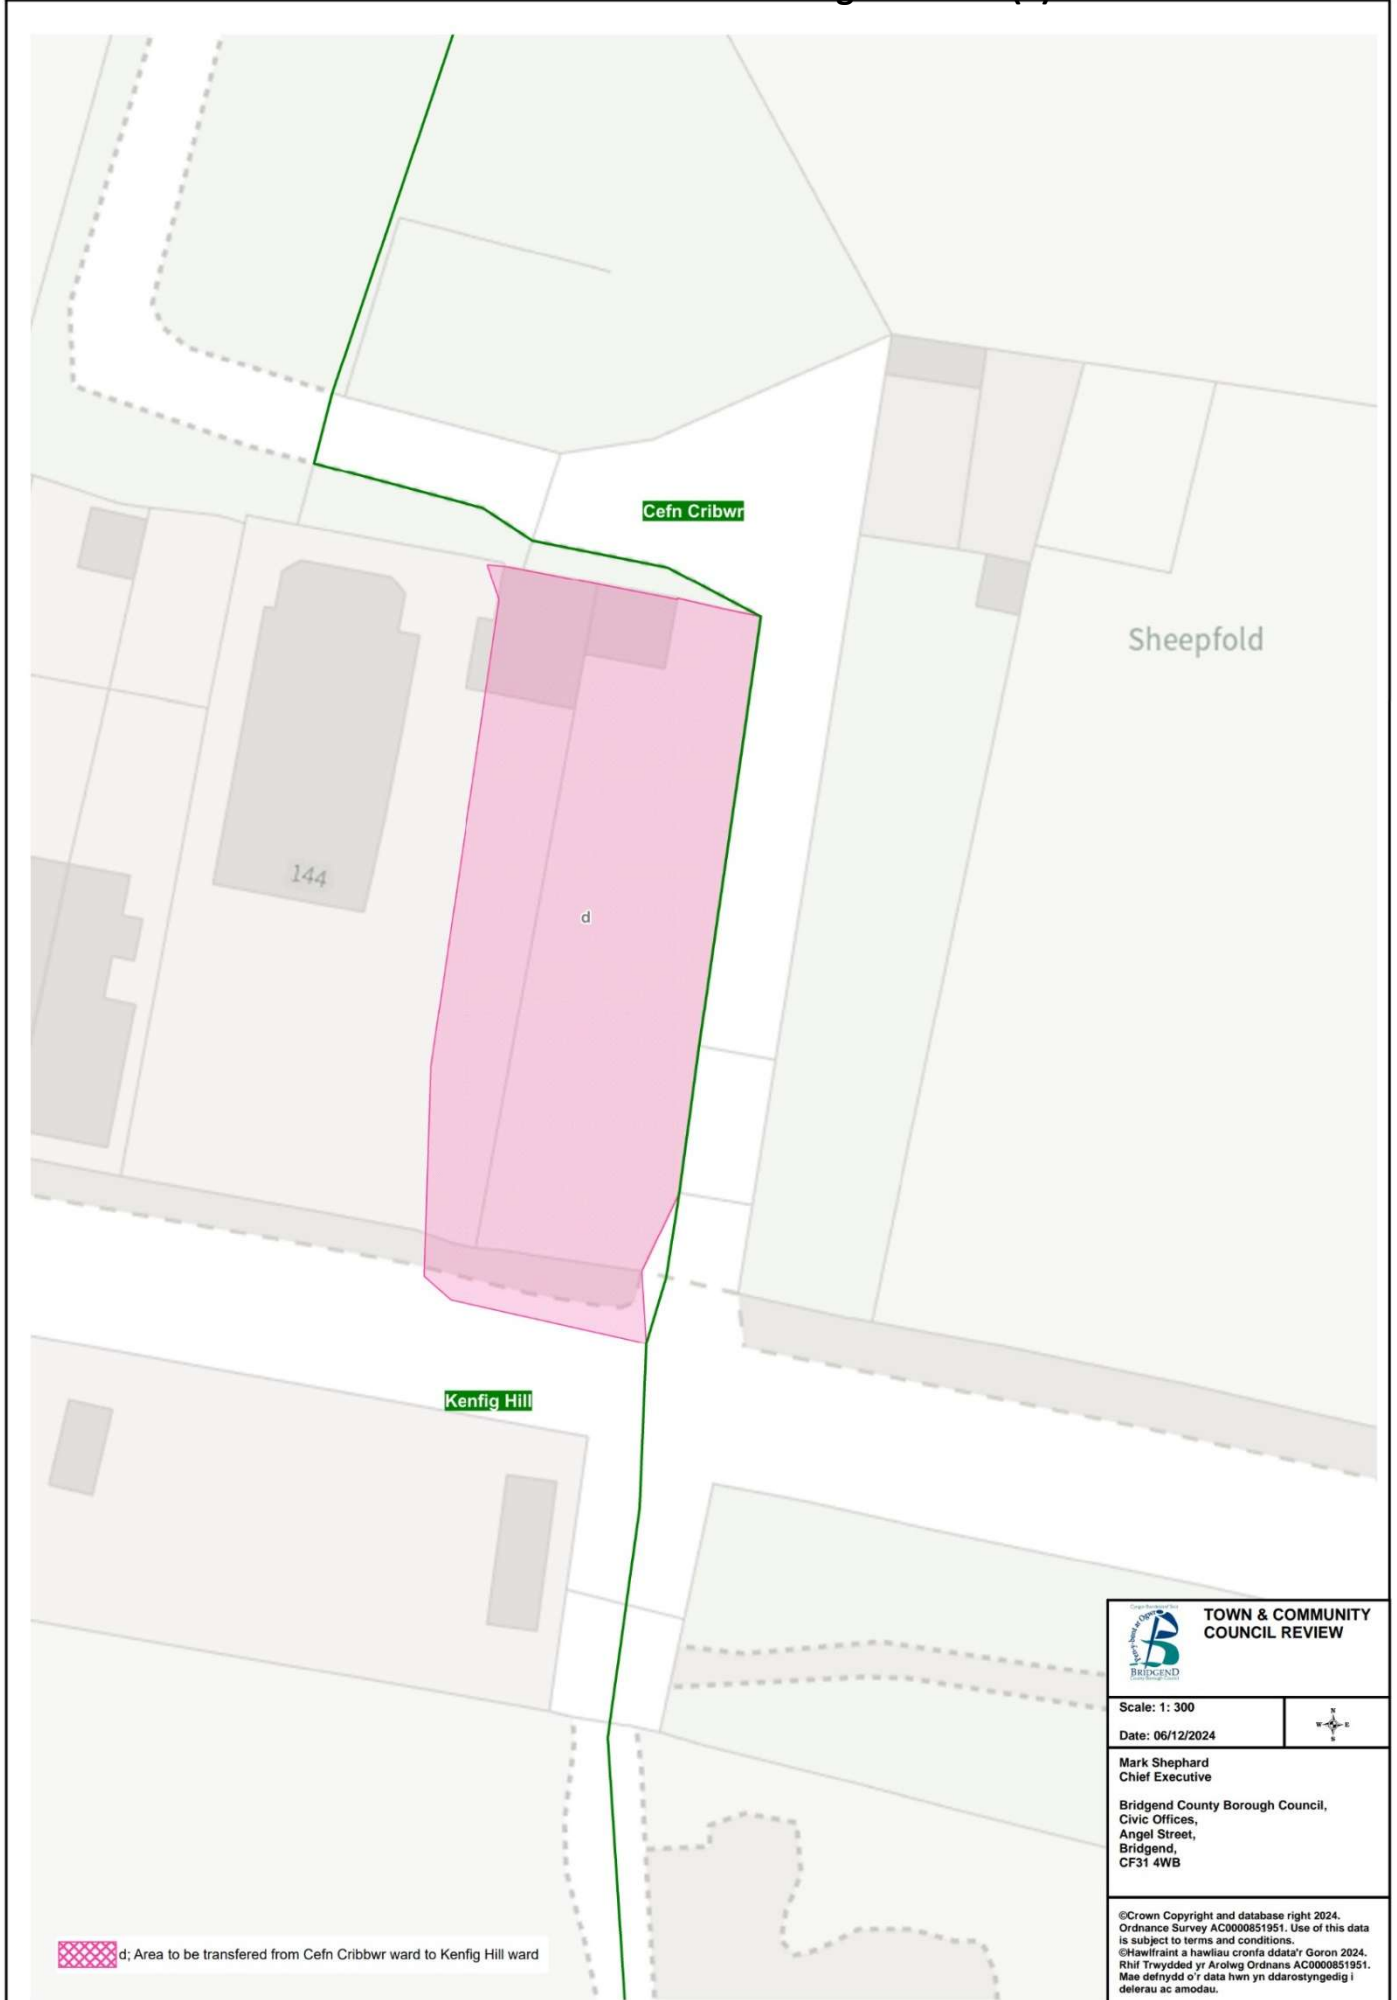 Cefn Cribwr
Sheepfold
144
d
Kenfig Hill
d; Area to be transfered from Cefn Cribbwr ward to Kenfig Hill ward
BRIDGEND
TOWN & COMMUNITY
COUNCIL REVIEW
Scale: 1: 300
Date: 06/12/2024
N
W E
S
Mark Shephard
Chief Executive
Bridgend County Borough Council,
Civic Offices,
Angel Street,
Bridgend,
CF31 4WB
©Crown Copyright and database right 2024.
Ordnance Survey AC0000851951. Use of this data
is subject to terms and conditions.
©Hawlfraint a hawliau cronfa ddata'r Goron 2024.
Rhif Trwydded yr Arolwg Ordnans AC0000851951.
Mae defnydd o'r data hwn yn ddarostyngedig i
delerau ac amodau.